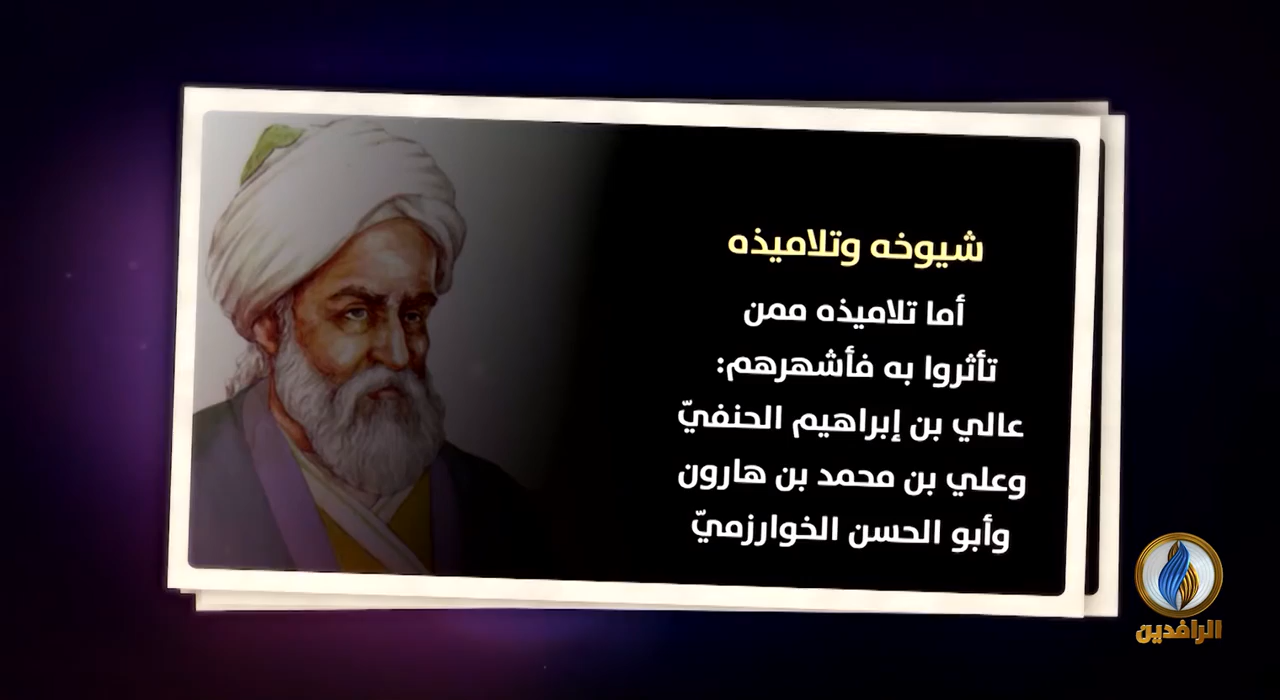 شيوخه وتلاميذه
أما تلاميذه ممن
تأثروا به فأشهرهم:
عالي بن إبراهيم الحنفيّ
وعلي بن محمد بن هارون
وأبو الحسن الخوارزميّ
الرافدين